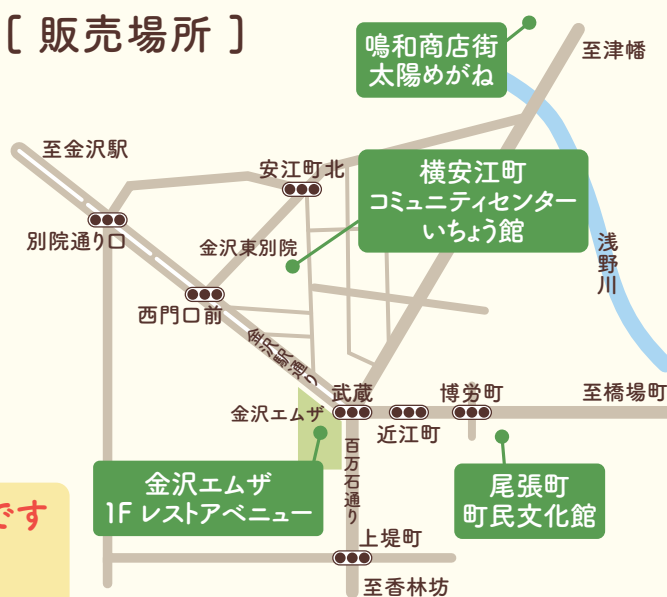 [ 販売場所 ]
鳴和商店街
太陽めがね
至津幡
至金沢駅
安江町北
横安江町
コミュニティセンター
いちょう館
別院通り口
金沢東別院
浅野川
西門口前
金沢駅通り
武蔵
博労町
至橋場町
金沢エムザ
近江町
百万石通り
金沢エムザ
1F レストアベニュー
尾張町
町民文化館
です
上堤町
至香林坊